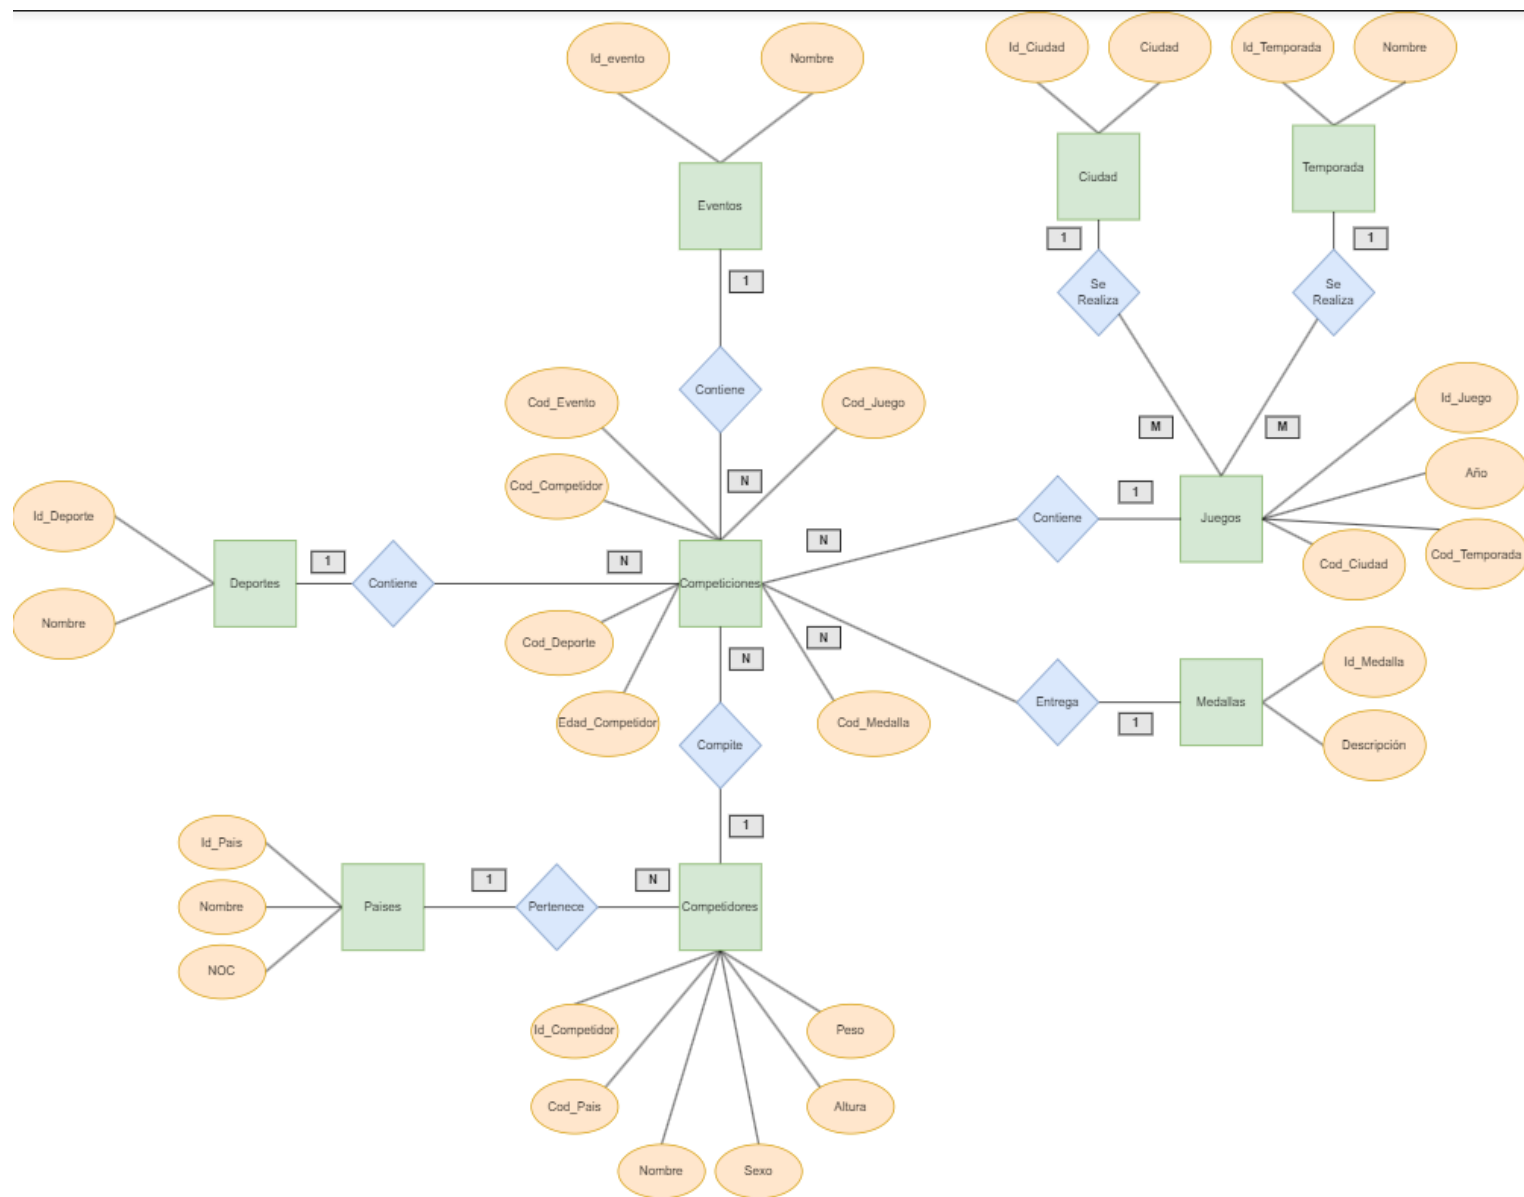 Id_evento
Nombre
Id_Ciudad
Ciudad
Id_Temporada
Nombre
Eventos
Ciudad
Temporada
1
1
1
Se
Realiza
Se
Realiza
Contiene
Cod_Evento
Cod_Juego
Id_Juego
M
M
Año
Cod_Competidor
N
Id_Deporte
1
Contiene
Juegos
N
Cod_Temporada
Cod_Ciudad
Deportes
1
Contiene
N
Competiciones
Nombre
Cod_Deporte
N
N
Id_Medalla
Edad_Competidor
Cod_Medalla
Entrega
1
Medallas
Descripción
Compite
1
Id_Pais
Nombre
NOC
Paises
1
Pertenece
N
Competidores
Id_Competidor
Peso
Cod_Pais
Altura
Nombre
Sexo